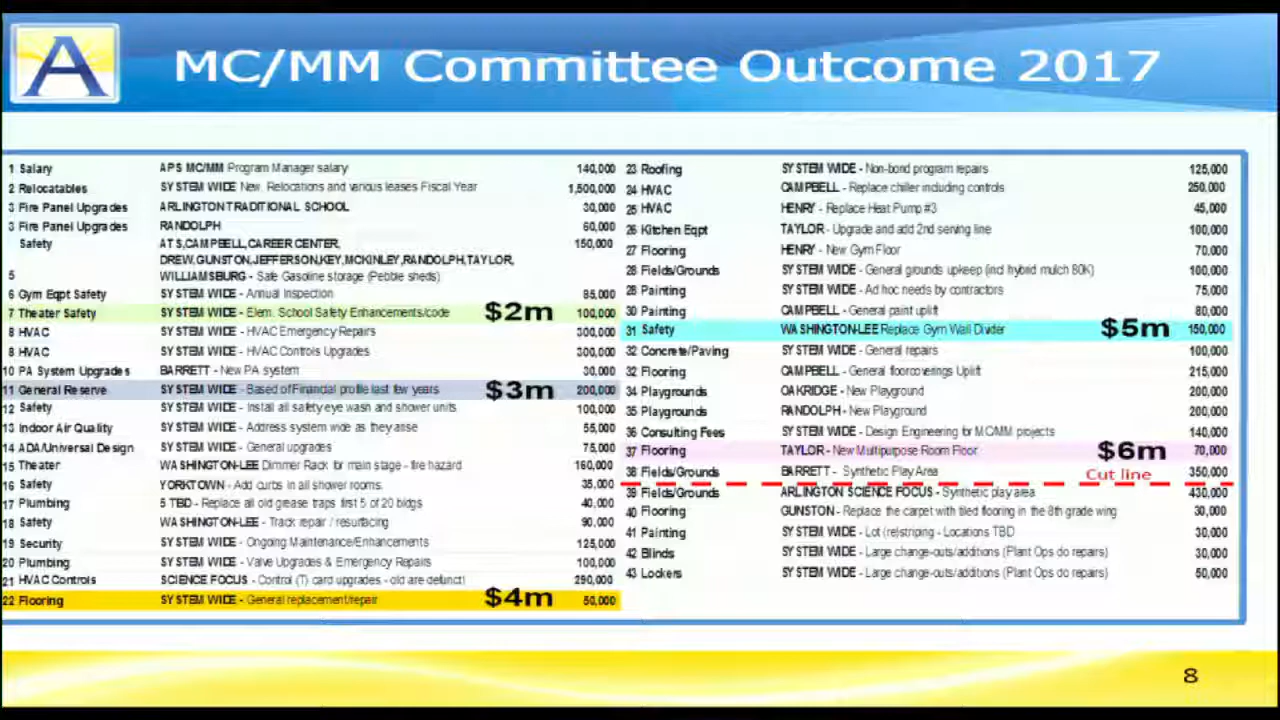 A
MC/MM Committee Outcome 2017
1 Salary APS MC/MM Program Manager salary 140,000
2 Relocatables SYSTEM WIDE New, Relocations and various leases Fiscal Year 1,500,000
3 Fire Panel Upgrades ARLINGTON TRADITIONAL SCHOOL 30,000
3 Fire Panel Upgrades RANDOLPH 60,000
Safety ATS,CAMPBELL,CAREER CENTER, 150,000
DREW,GUNSTON,JEFFERSON,KEY,MCKINLEY,RANDOLPH,TAYLOR,
5 WILLIAMSBURG - Safe Gasoline storage (Pebble sheds)
6 Gym Eqpt Safety SYSTEM WIDE - Annual Inspection 85,000
7 Theater Safety SYSTEM WIDE - Elem. School Safety Enhancements/code $2m 100,000
8 HVAC SYSTEM WIDE - HVAC Emergency Repairs 300,000
8 HVAC SYSTEM WIDE - HVAC Controls Upgrades 300,000
10 PA System Upgrades BARRETT - New PA system 30,000
11 General Reserve SYSTEM WIDE - Based of Financial profile last few years $3m 200,000
12 Safety SYSTEM WIDE - Install all safety eye wash and shower units 100,000
13 Indoor Air Quality SYSTEM WIDE - Address system wide as they arise 55,000
14 ADA/Universal Design SYSTEM WIDE - General upgrades 75,000
15 Theater WASHINGTON-LEE Dimmer Rack for main stage - fire hazard 160,000
16 Safety YORKTOWN - Add curbs in all shower rooms. 35,000
17 Plumbing 5 TBD - Replace all old grease traps first 5 of 20 bldgs 40,000
18 Safety WASHINGTON-LEE - Track repair / resurfacing 90,000
19 Security SYSTEM WIDE - Ongoing Maintenance/Enhancements 125,000
20 Plumbing SYSTEM WIDE - Valve Upgrades & Emergency Repairs 100,000
21 HVAC Controls SCIENCE FOCUS - Control (T) card upgrades - old are defunct) 290,000
22 Flooring SYSTEM WIDE - General replacement/repair $4m 50,000
23 Roofing SYSTEM WIDE - Non-bond program repairs 125,000
24 HVAC CAMPBELL - Replace chiller including controls 250,000
25 HVAC HENRY - Replace Heat Pump #3 45,000
26 Kitchen Eqpt TAYLOR - Upgrade and add 2nd serving line 100,000
27 Flooring HENRY - New Gym Floor 70,000
28 Fields/Grounds SYSTEM WIDE - General grounds upkeep (incl hybrid mulch 80K) 100,000
28 Painting SYSTEM WIDE - Ad hoc needs by contractors 75,000
30 Painting CAMPBELL - General paint uplift 80,000
31 Safety WASHINGTON-LEE Replace Gym Wall Divider $5m 150,000
32 Concrete/Paving SYSTEM WIDE - General repairs 100,000
32 Flooring CAMPBELL - General floorcoverings Uplift 215,000
34 Playgrounds OAKRIDGE - New Playground 200,000
35 Playgrounds RANDOLPH - New Playground 200,000
36 Consulting Fees SYSTEM WIDE - Design Engineering for MC/MM projects 140,000
37 Flooring TAYLOR - New Multipurpose Room Floor $6m 70,000
38 Fields/Grounds BARRETT - Synthetic Play Area 350,000
Cut line
39 Fields/Grounds ARLINGTON SCIENCE FOCUS - Synthetic play area 430,000
40 Flooring GUNSTON - Replace the carpet with tiled flooring in the 8th grade wing 30,000
41 Painting SYSTEM WIDE - Lot (re)striping - Locations TBD 30,000
42 Blinds SYSTEM WIDE - Large change-outs/additions (Plant Ops do repairs) 30,000
43 Lockers SYSTEM WIDE - Large change-outs/additions (Plant Ops do repairs) 50,000
8